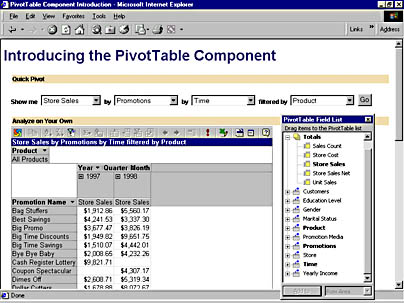 PivotTable Component Introduction - Microsoft Internet Explorer
File Edit View Favorites Tools Help
Links Address
Introducing the PivotTable Component
Quick Pivot
Show me Store Sales by Promotions by Time filtered by Product Go
Analyze on Your Own
Store Sales by Promotions by Time filtered by Product
Product
All Products
Year Quarter Month
1997 1998
Promotion Name Store Sales Store Sales
Bag Stuffers $1,912.86 $5,560.17
Best Savings $4,241.53 $3,337.30
Big Promo $3,677.47 $3,826.19
Big Time Discounts $1,949.82 $9,651.75
Big Time Savings $1,510.07 $4,442.01
Bye Bye Baby $2,008.65 $4,232.26
Cash Register Lottery $9,821.71
Coupon Spectacular $4,307.17
Dimes Off $2,608.71 $5,319.34
Dollar Cutters $1,678.88 $8,072.67
PivotTable Field List
Drag items to the PivotTable list
Totals
Sales Count
Store Cost
Store Sales
Store Sales Net
Unit Sales
Customers
Education Level
Gender
Marital Status
Product
Promotion Media
Promotions
Store
Time
Yearly Income
Add to Row Area
Done